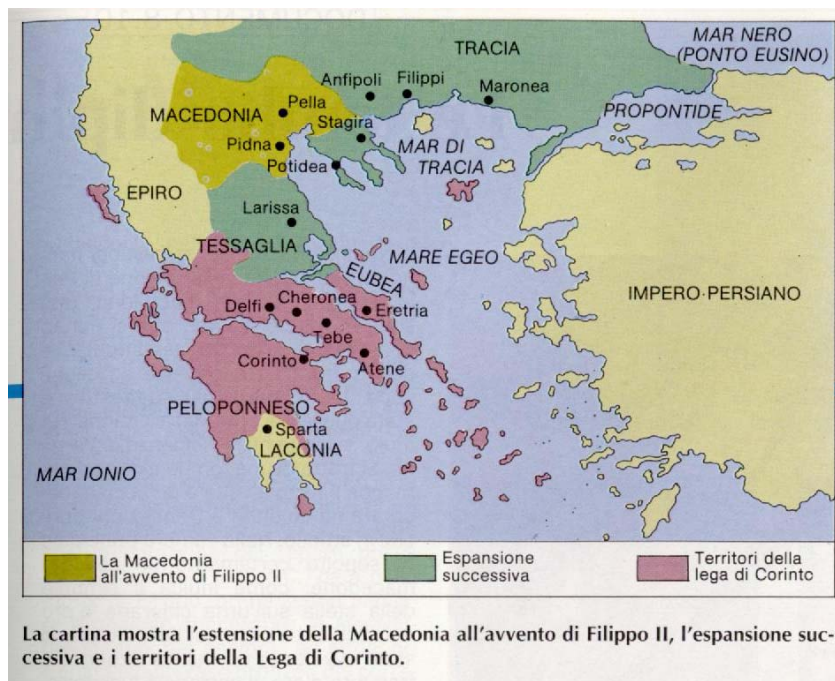 MAR NERO
(PONTO EUSINO)
TRACIA
Anfipoli
Filippi
Maronea
PROPONTIDE
MACEDONIA
Pella
Stagira
Pidna
MAR DI
TRACIA
Potidea
EPIRO
Larissa
TESSAGLIA
MARE EGEO
EUBEA
IMPERO·PERSIANO
Delfi
Cheronea
Eretria
Tebe
Corinto
Atene
PELOPONNESO
Sparta
LACONIA
MAR IONIO
La Macedonia
all'avvento di Filippo II
Espansione
successiva
Territori della
lega di Corinto
La cartina mostra l'estensione della Macedonia all'avvento di Filippo II, l'espansione suc-
cessiva e i territori della Lega di Corinto.